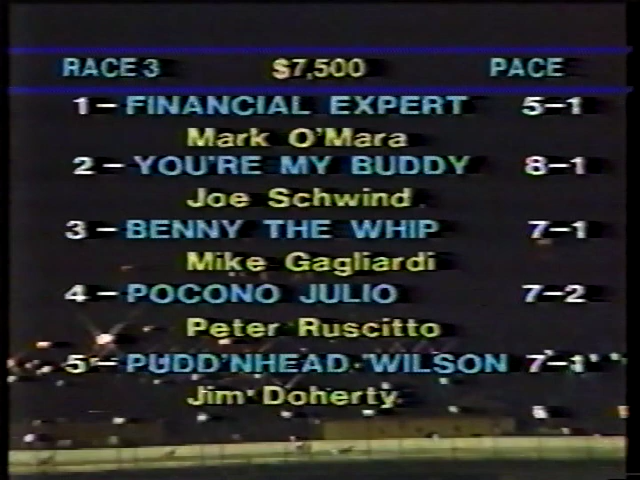 RACE 3 $7,500 PACE
1 - FINANCIAL EXPERT 5-1
Mark O'Mara
2 - YOU'RE MY BUDDY 8-1
Joe Schwind
3 - BENNY THE WHIP 7-1
Mike Gagliardi
4 - POCONO JULIO 7-2
Peter Ruscitto
5 - PUDD'NHEAD WILSON 7-1
Jim Doherty